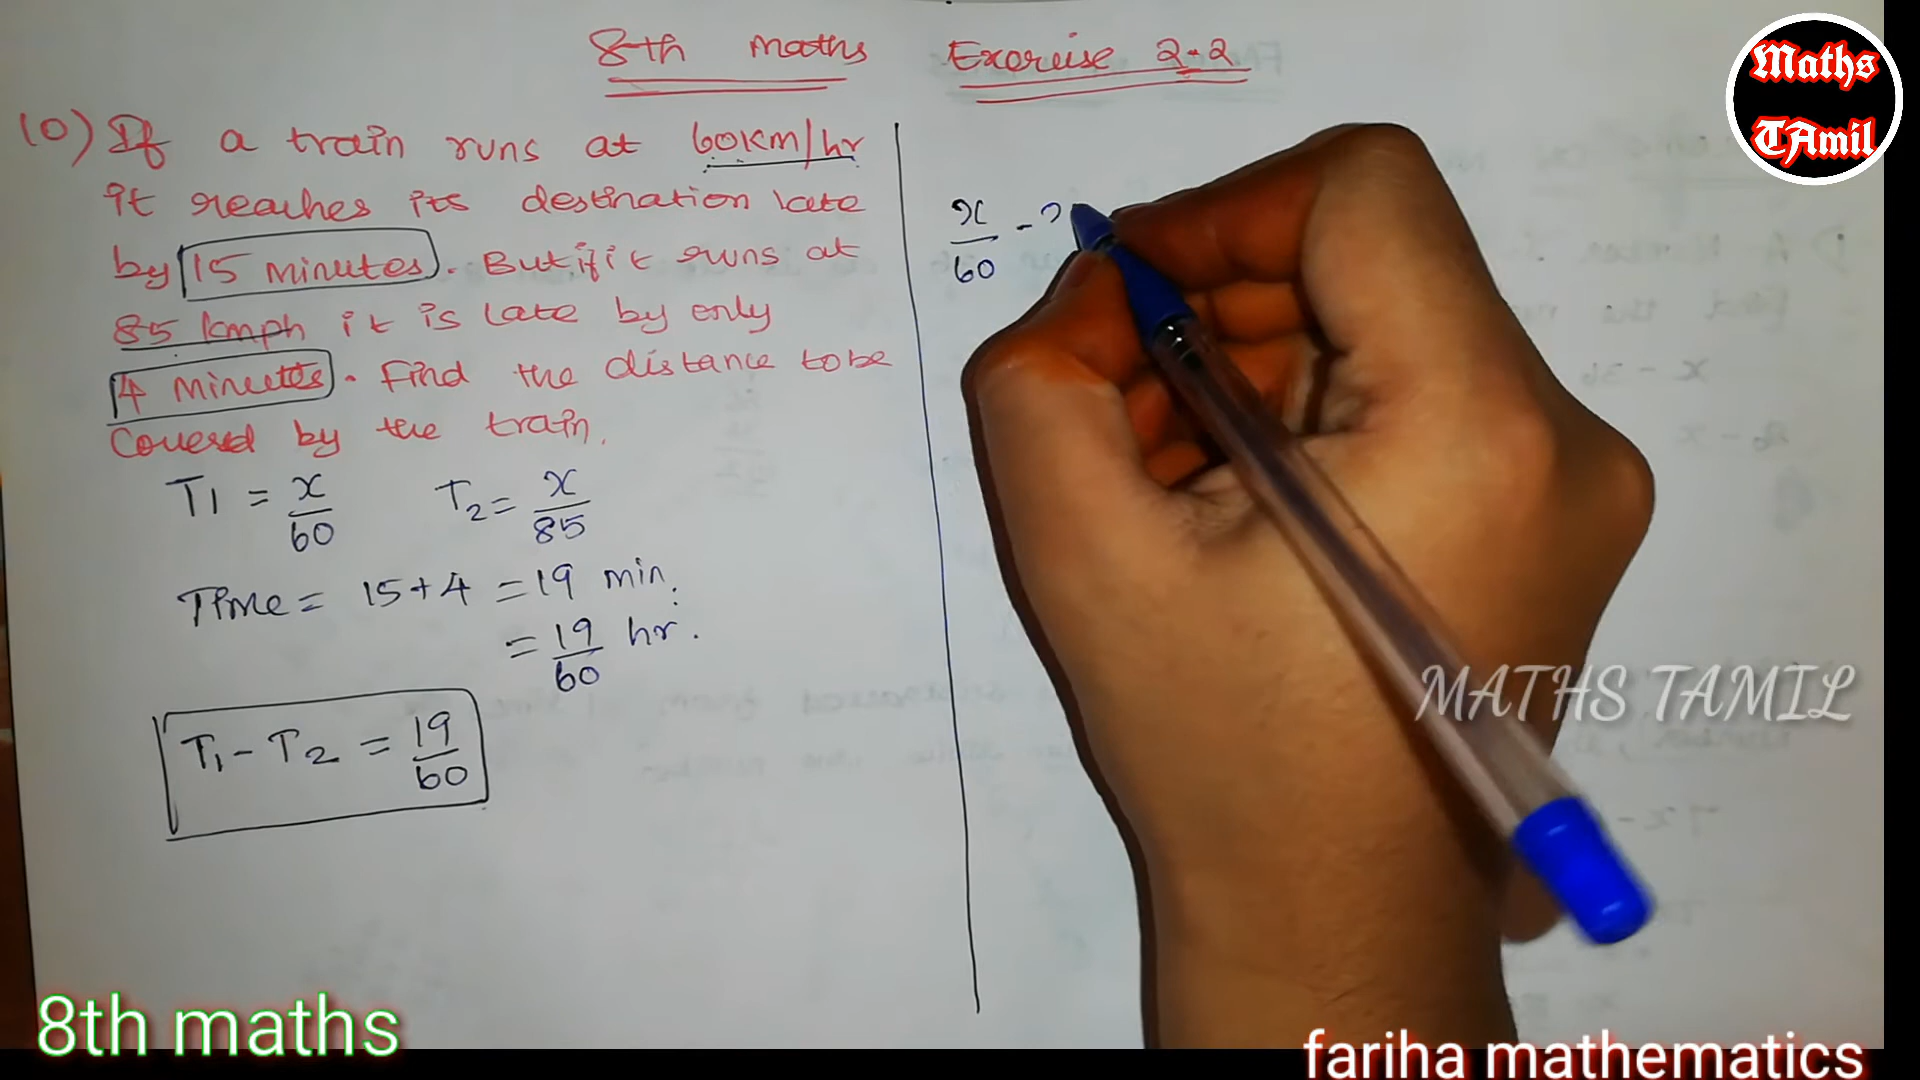 8th maths Exercise 2.2
10) If a train runs at 60km/hr
it reaches its destination late
by 15 minutes. But if it runs at
85 kmph it is late by only
4 minutes. Find the distance to be
Covered by the train.
T1 = x/60 T2 = x/85
Time = 15+4 = 19 min.
= 19/60 hr.
T1 - T2 = 19/60
x/60 -
Maths
TAmil
MATHS TAMIL
8th maths
fariha mathematics